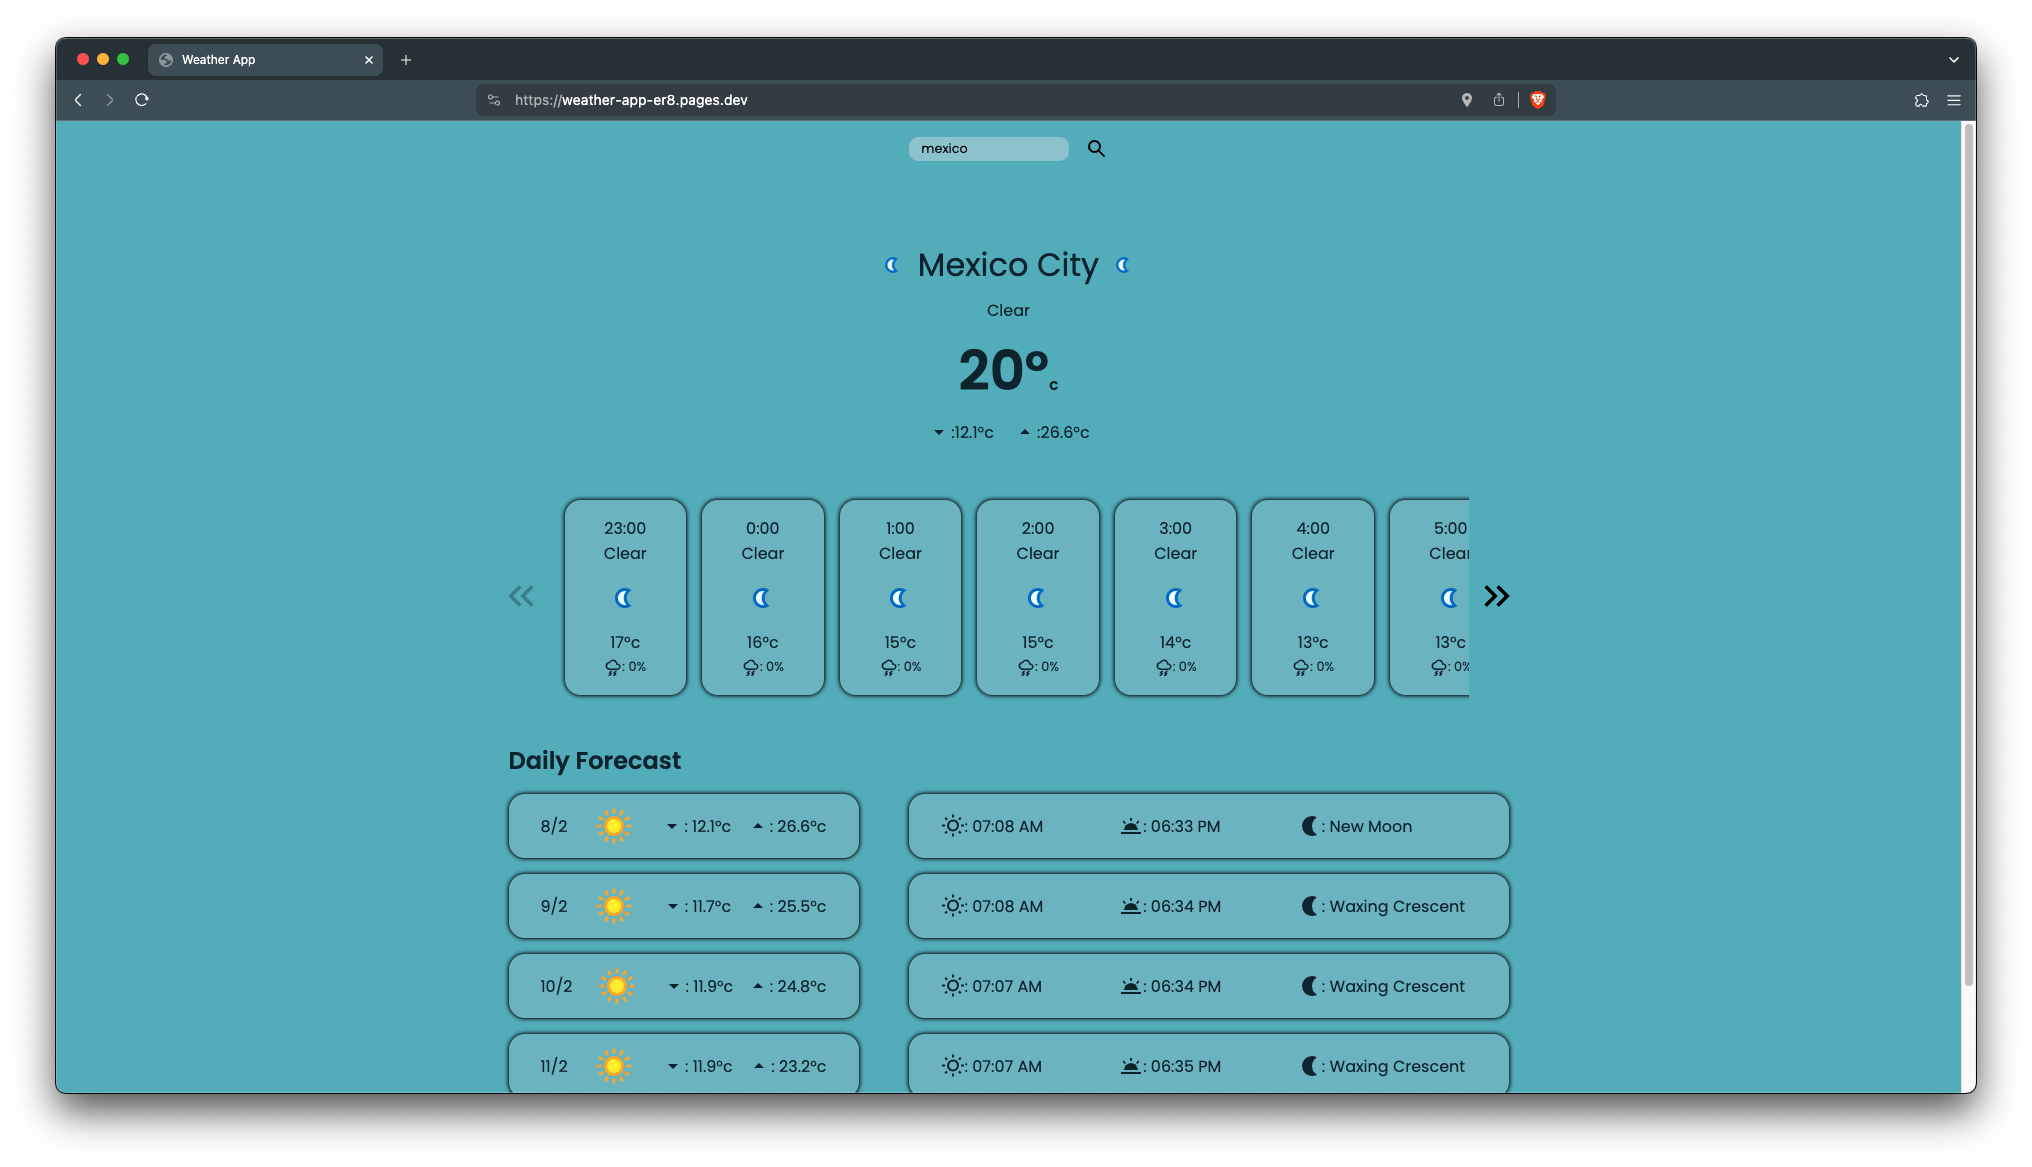 Weather App
https://weather-app-er8.pages.dev
mexico
Mexico City
Clear
20°c
:12.1°c :26.6°c
23:00 0:00 1:00 2:00 3:00 4:00 5:00
Clear Clear Clear Clear Clear Clear Clear
17°c 16°c 15°c 15°c 14°c 13°c 13°c
: 0% : 0% : 0% : 0% : 0% : 0% : 0%
Daily Forecast
8/2 : 12.1°c : 26.6°c : 07:08 AM : 06:33 PM : New Moon
9/2 : 11.7°c : 25.5°c : 07:08 AM : 06:34 PM : Waxing Crescent
10/2 : 11.9°c : 24.8°c : 07:07 AM : 06:34 PM : Waxing Crescent
11/2 : 11.9°c : 23.2°c : 07:07 AM : 06:35 PM : Waxing Crescent